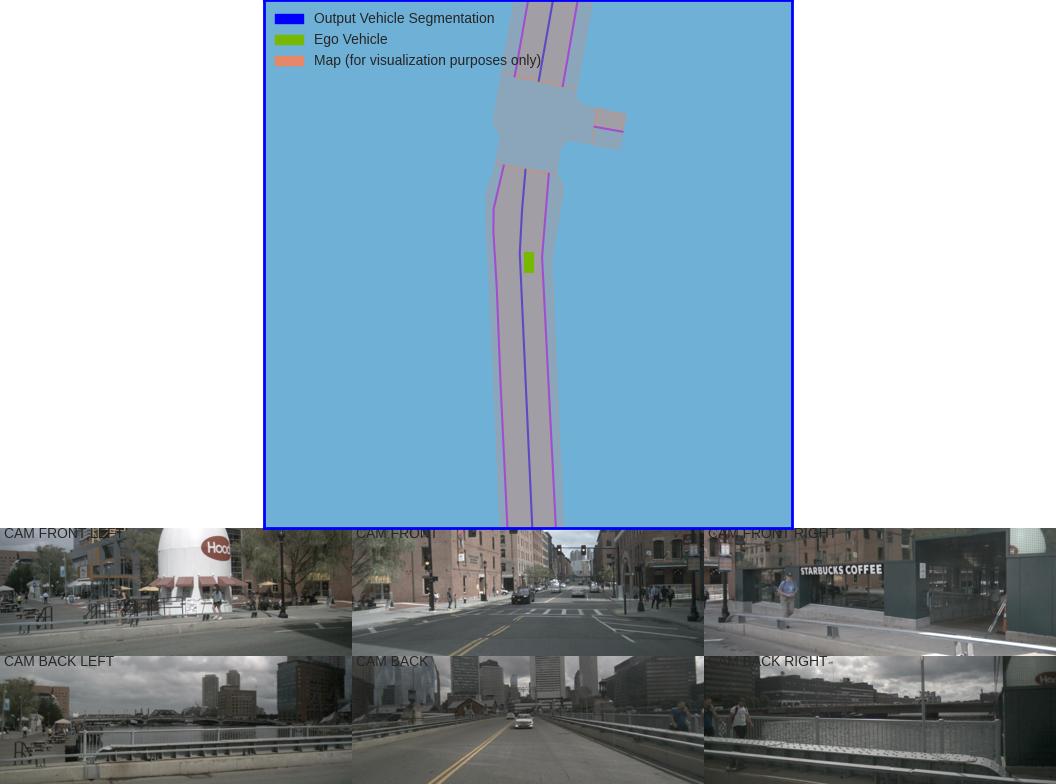 Output Vehicle Segmentation
Ego Vehicle
Map (for visualization purposes only)
CAM FRONT LEFT
CAM FRONT
CAM FRONT RIGHT
Hood
STARBUCKS COFFEE
CAM BACK LEFT
CAM BACK
CAM BACK RIGHT